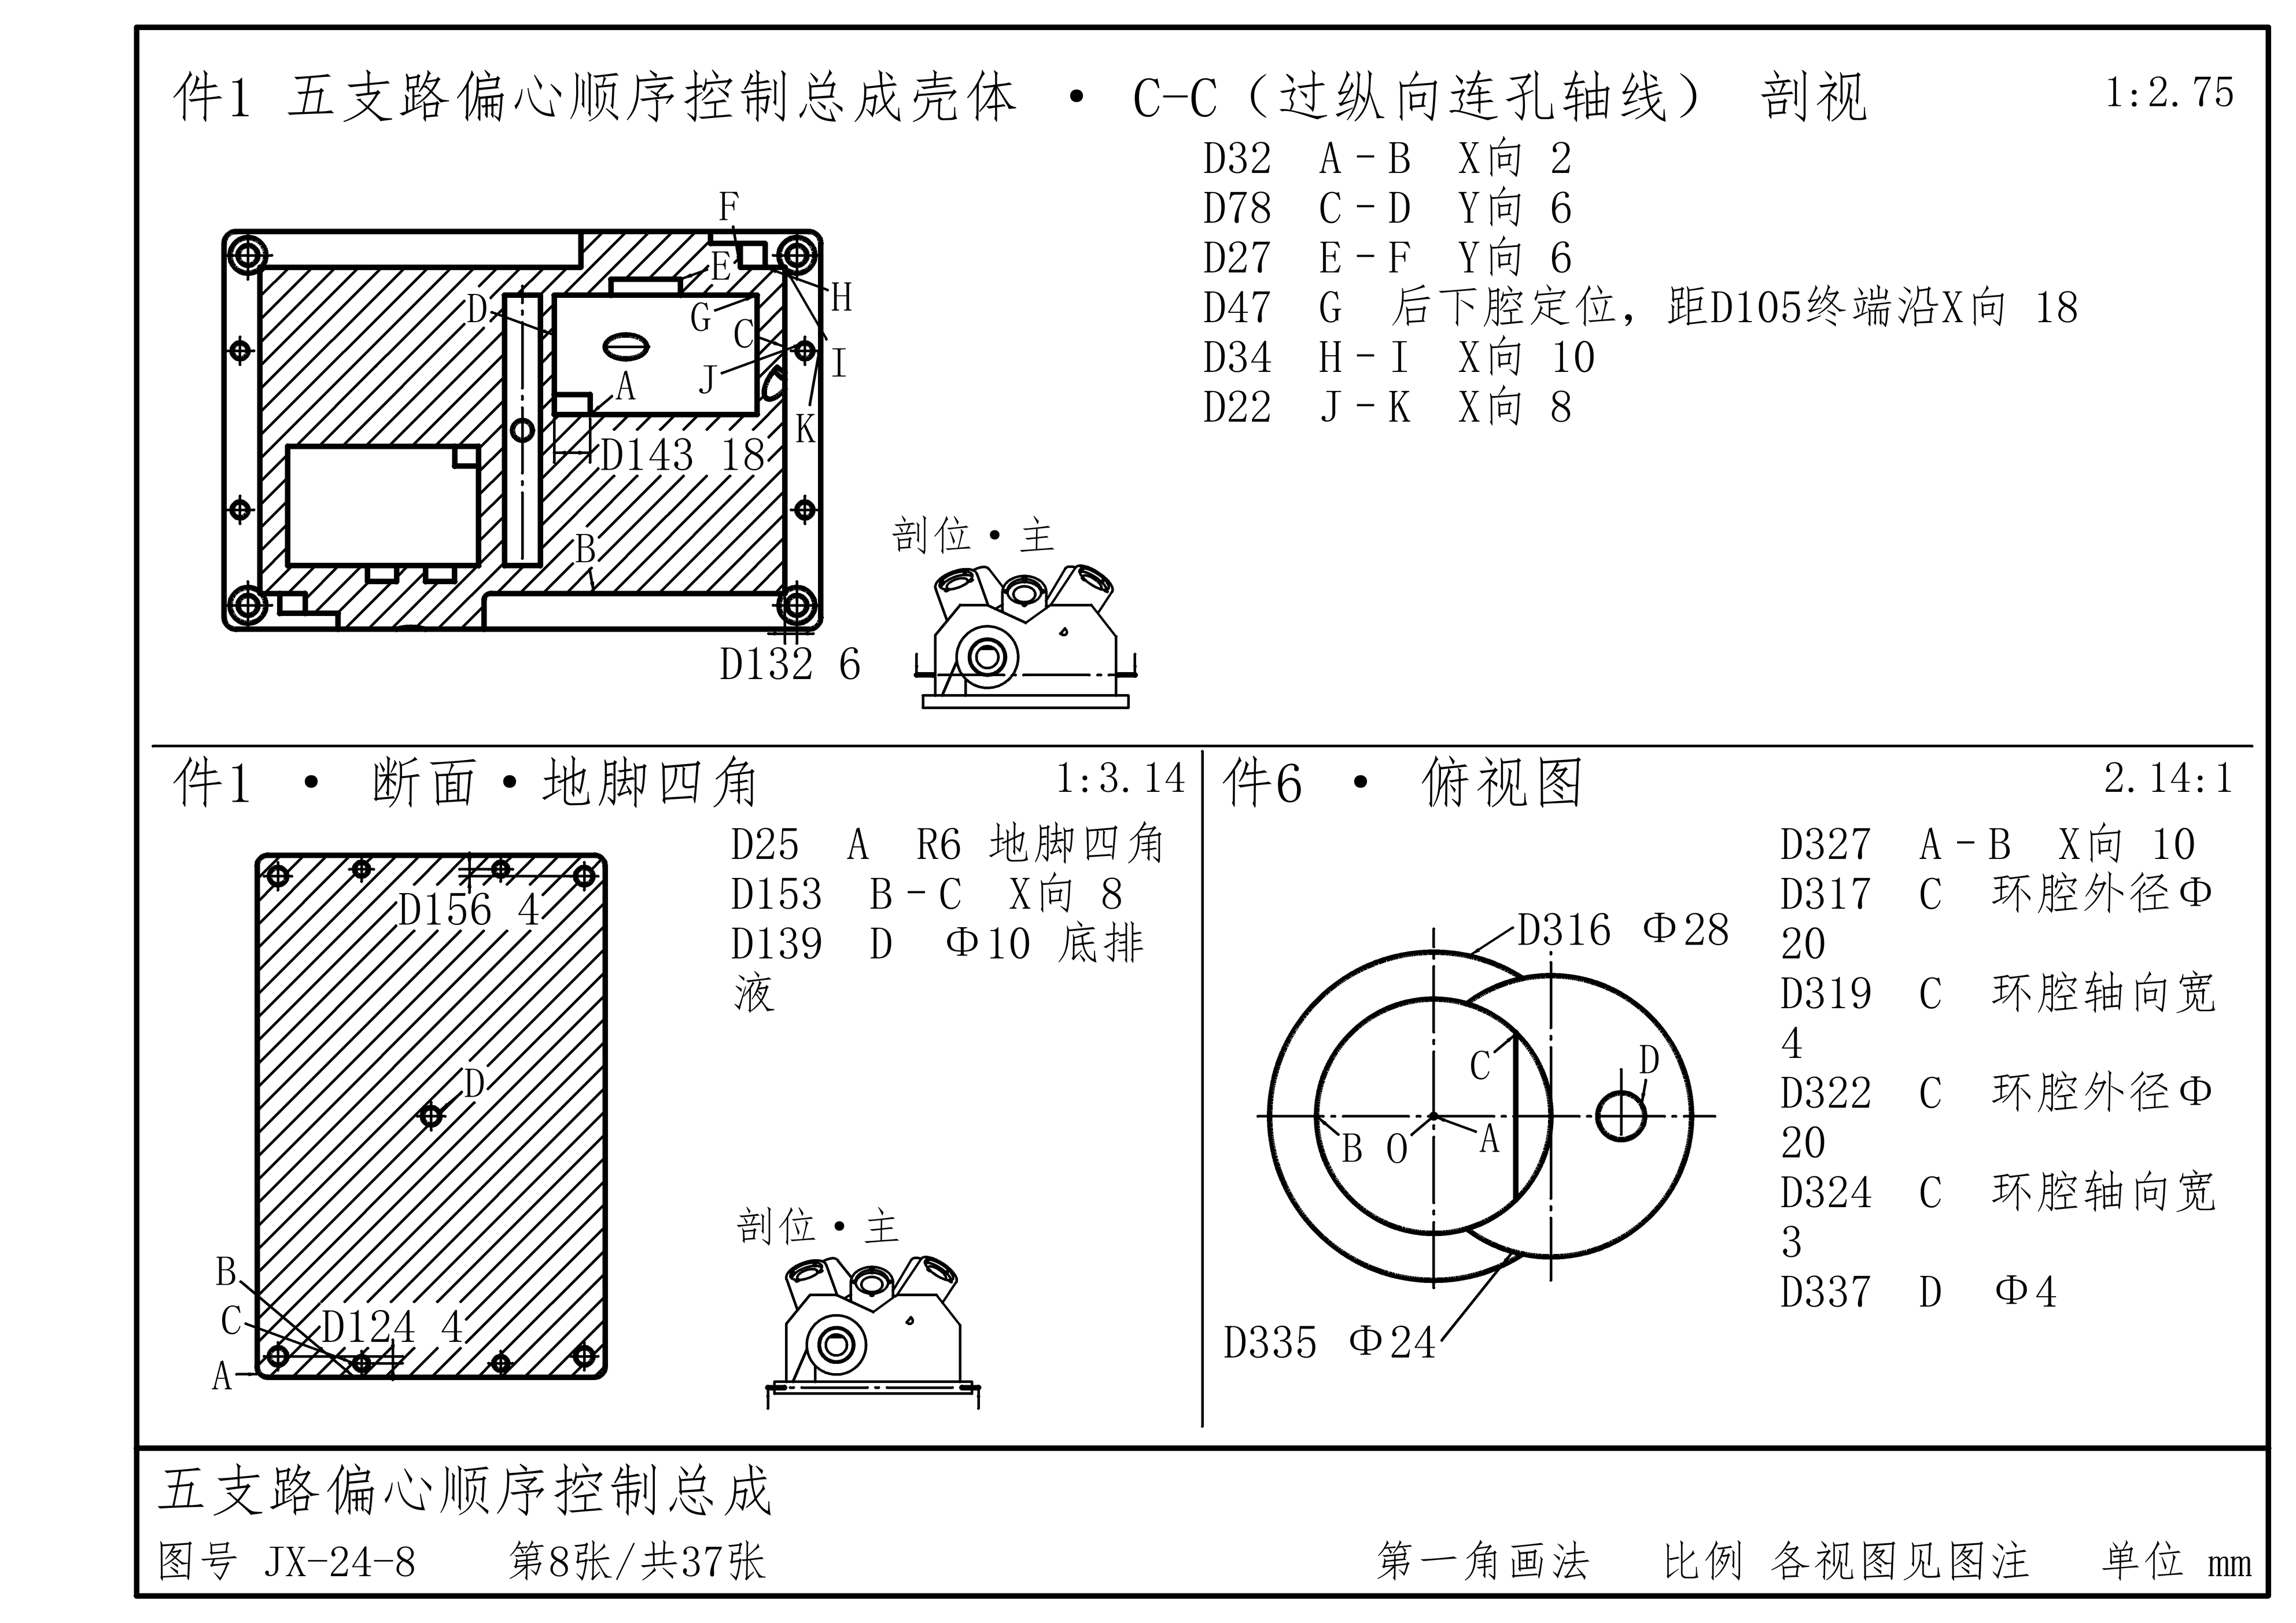 件1 五支路偏心顺序控制总成壳体 · C-C（过纵向连孔轴线） 剖视 1:2.75
D32 A-B X向 2
D78 C-D Y向 6
D27 E-F Y向 6
D47 G 后下腔定位，距D105终端沿X向 18
D34 H-I X向 10
D22 J-K X向 8
F
E
H
D
G
C
I
J
A
K
D143 18
B
D132 6
剖位·主
件1 · 断面·地脚四角 1:3.14
D25 A R6 地脚四角
D153 B-C X向 8
D139 D Φ10 底排
液
D156 4
D
B
C
D124 4
A
剖位·主
件6 · 俯视图 2.14:1
D327 A-B X向 10
D317 C 环腔外径Φ
20
D319 C 环腔轴向宽
4
D322 C 环腔外径Φ
20
D324 C 环腔轴向宽
3
D337 D Φ4
D316 Φ28
C
D
B
O
A
D335 Φ24
五支路偏心顺序控制总成
图号 JX-24-8 第8张/共37张 第一角画法 比例 各视图见图注 单位 mm